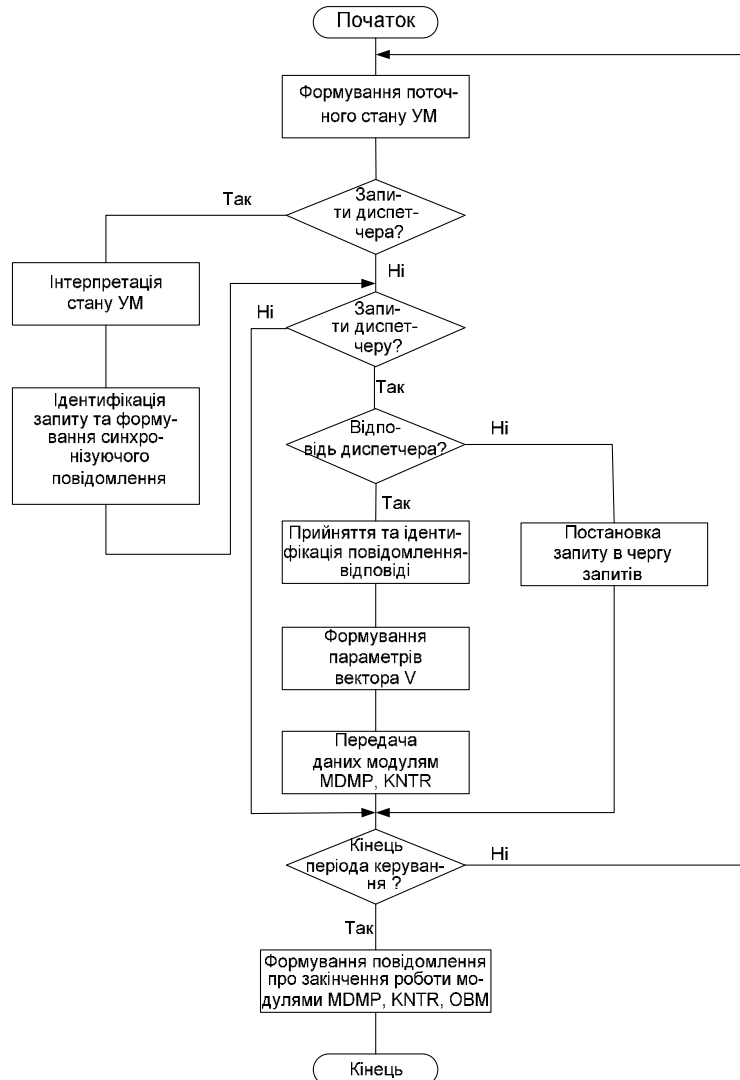 Початок
Формування поточ-
ного стану УМ
Так
Запи-
ти диспет-
чера?
Ні
Інтерпретація
стану УМ
Ідентифікація
запиту та форму-
вання синхро-
нізуючого
повідомлення
Ні
Запи-
ти диспет-
черу?
Так
Відпо-
відь диспетчера?
Ні
Так
Прийняття та іденти-
фікація повідомлення-
відповіді
Постановка
запиту в чергу
запитів
Формування
параметрів
вектора V
Передача
даних модулям
MDMP, KNTR
Кінець
періода керуван-
ня ?
Ні
Так
Формування повідомлення
про закінчення роботи мо-
дулями MDMP, KNTR, OBM
Кінець